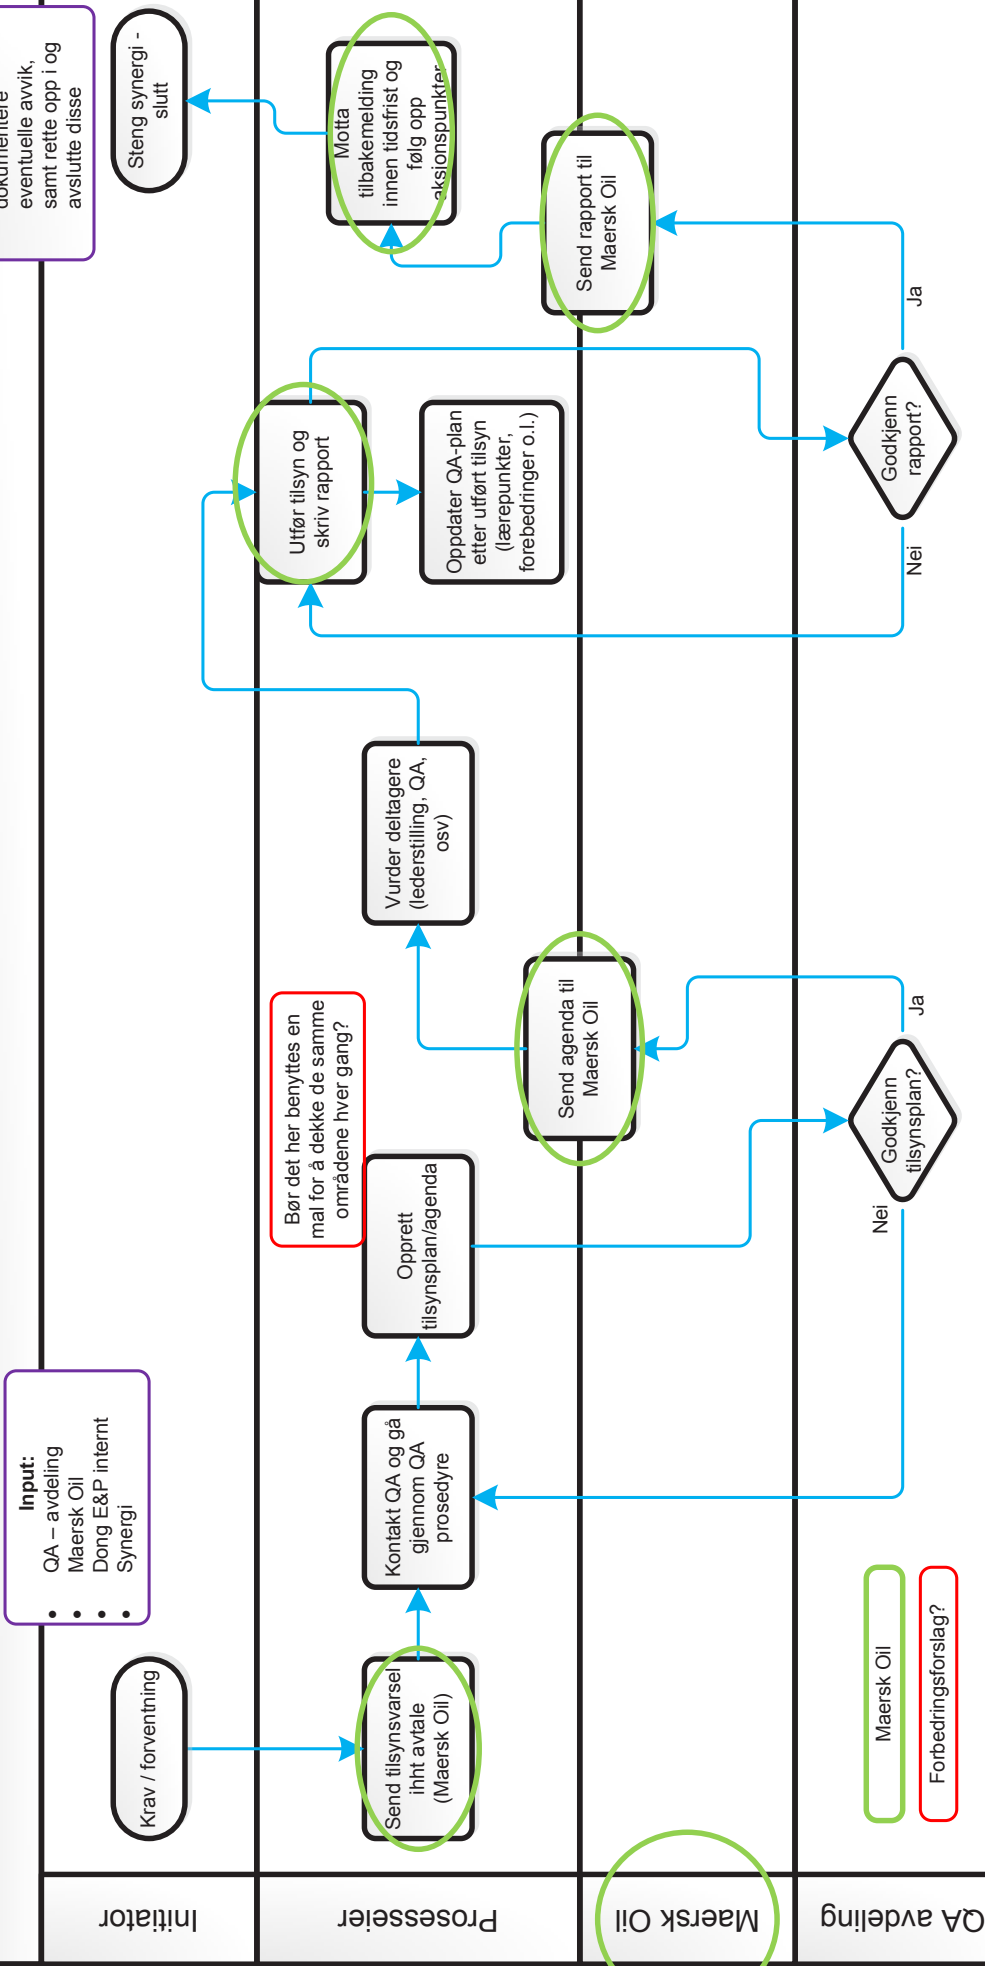 Initiator
Prosesseier
Maersk Oil
QA avdeling
Input:
• QA – avdeling
• Maersk Oil
• Dong E&P internt
• Synergi
dokumentere
eventuelle avvik,
samt rette opp i og
avslutte disse
Krav / forventning
Steng synergi -
slutt
Send tilsynsvarsel
ihht avtale
(Maersk Oil)
Kontakt QA og gå
gjennom QA
prosedyre
Opprett
tilsynsplan/agenda
Bør det her benyttes en
mal for å dekke de samme
områdene hver gang?
Vurder deltagere
(lederstilling, QA,
osv)
Utfør tilsyn og
skriv rapport
Oppdater QA-plan
etter utført tilsyn
(lærepunkter,
forebedringer o.l.)
Motta
tilbakemelding
innen tidsfrist og
følg opp
aksionspunkter
Send agenda til
Maersk Oil
Send rapport til
Maersk Oil
Godkjenn
tilsynsplan?
Nei
Ja
Godkjenn
rapport?
Nei
Ja
Maersk Oil
Forbedringsforslag?